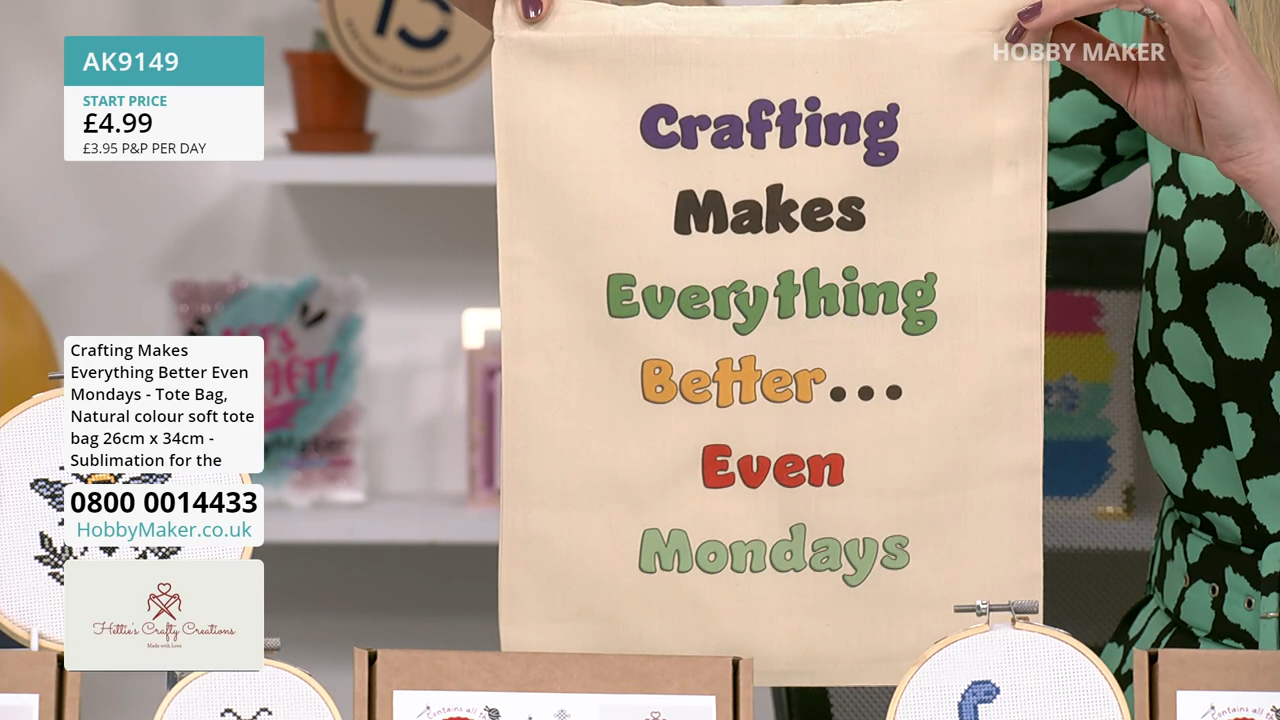 AK9149
START PRICE
£4.99
£3.95 P&P PER DAY
HOBBY MAKER
Crafting
Makes
Everything
Better...
Even
Mondays
Crafting Makes
Everything Better Even
Mondays - Tote Bag,
Natural colour soft tote
bag 26cm x 34cm -
Sublimation for the
0800 0014433
HobbyMaker.co.uk
Hettie's Crafty Creations
Made with Love